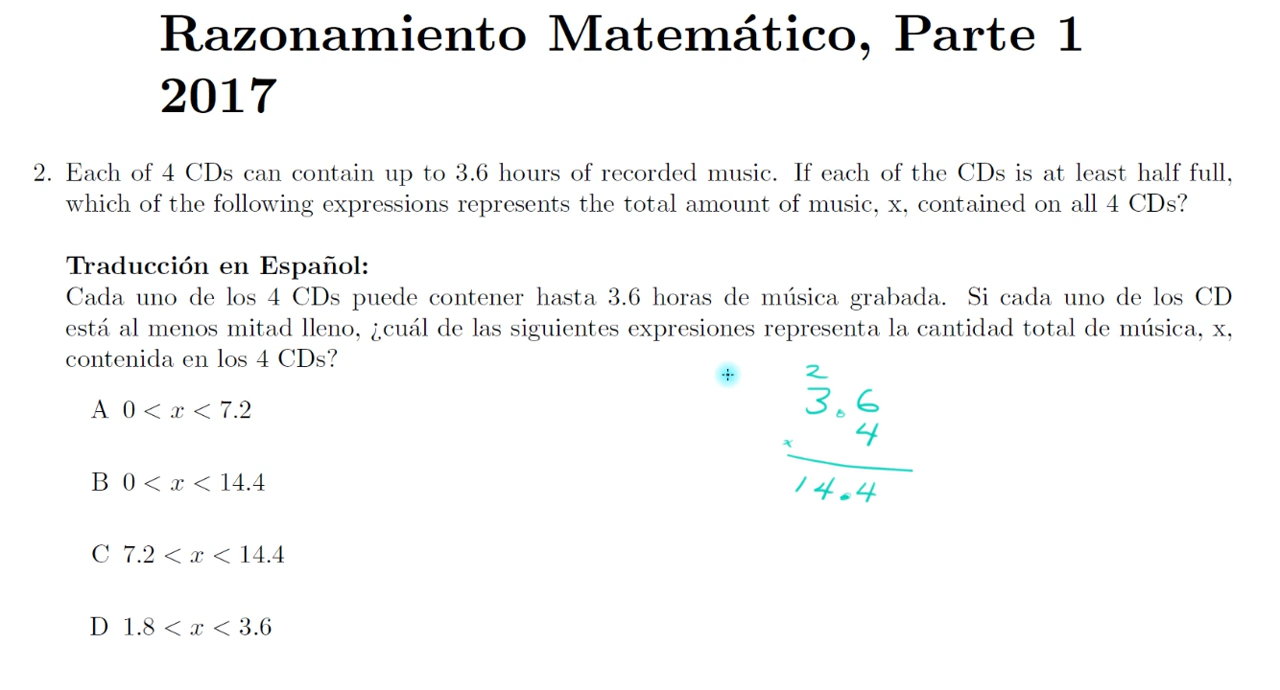 Razonamiento Matemático, Parte 1
2017
2. Each of 4 CDs can contain up to 3.6 hours of recorded music. If each of the CDs is at least half full,
which of the following expressions represents the total amount of music, x, contained on all 4 CDs?
Traducción en Español:
Cada uno de los 4 CDs puede contener hasta 3.6 horas de música grabada. Si cada uno de los CD
está al menos mitad lleno, ¿cuál de las siguientes expresiones representa la cantidad total de música, x,
contenida en los 4 CDs?
A 0 < x < 7.2
B 0 < x < 14.4
C 7.2 < x < 14.4
D 1.8 < x < 3.6
2
3.6
× 4
14.4